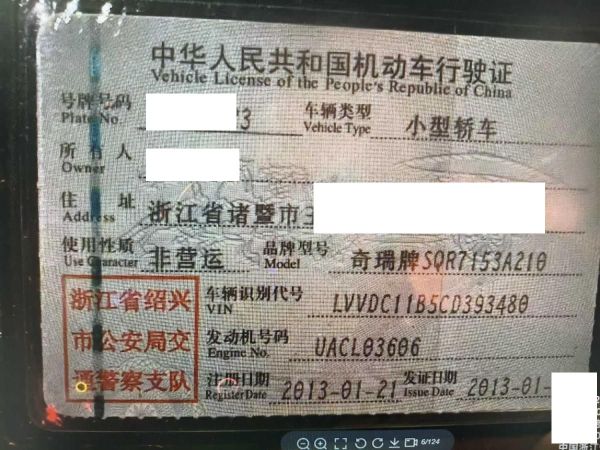 中华人民共和国机动车行驶证
Vehicle License of the People's Republic of China
号牌号码
Plate No
3
车辆类型
Vehicle Type
小型轿车
所有人
Owner
住址
Address
浙江省诸暨市
使用性质
Use Character
非营运
品牌型号
Model
奇瑞牌SQR7153A210
浙江省绍兴
市公安局交
通警察支队
车辆识别代号
VIN
LVVDC11B5CD393480
发动机号码
Engine No.
UACL03606
注册日期
Register Date
2013-01-21
发证日期
Issue Date
2013-01-
6/124
中国浙江